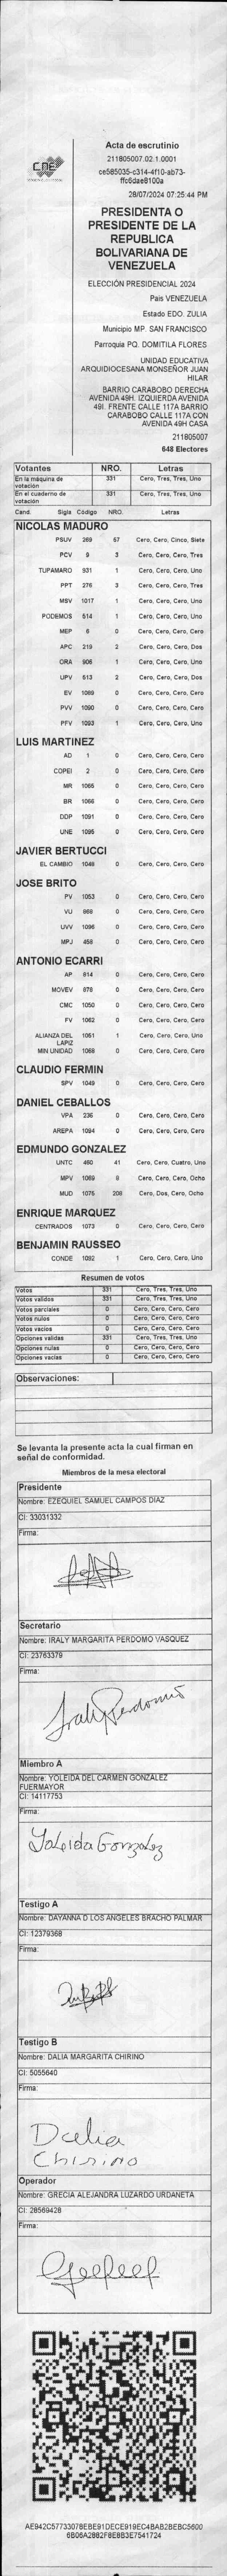 CNE
Acta de escrutinio
211805007.02.1.0001
ce585035-c314-4f10-ab73-
ffc6dae8100a
28/07/2024 07:25:44 PM
PRESIDENTA O
PRESIDENTE DE LA
REPUBLICA
BOLIVARIANA DE
VENEZUELA
ELECCIÓN PRESIDENCIAL 2024
Pais VENEZUELA
Estado EDO. ZULIA
Municipio MP. SAN FRANCISCO
Parroquia PQ. DOMITILA FLORES
UNIDAD EDUCATIVA
ARQUIDIOCESANA MONSEÑOR JUAN
HILAR
BARRIO CARABOBO DERECHA
AVENIDA 49H. IZQUIERDA AVENIDA
49I. FRENTE CALLE 117A BARRIO
CARABOBO CALLE 117A CON
AVENIDA 49H CASA
211805007
648 Electores
Votantes NRO. Letras
En la máquina de votación 331 Cero, Tres, Tres, Uno
En el cuaderno de votación 331 Cero, Tres, Tres, Uno
Cand. Sigla Código NRO. Letras
NICOLAS MADURO
PSUV 269 57 Cero, Cero, Cinco, Siete
PCV 9 3 Cero, Cero, Cero, Tres
TUPAMARO 931 1 Cero, Cero, Cero, Uno
PPT 276 3 Cero, Cero, Cero, Tres
MSV 1017 1 Cero, Cero, Cero, Uno
PODEMOS 514 1 Cero, Cero, Cero, Uno
MEP 6 0 Cero, Cero, Cero, Cero
APC 219 2 Cero, Cero, Cero, Dos
ORA 906 1 Cero, Cero, Cero, Uno
UPV 613 2 Cero, Cero, Cero, Dos
EV 1089 0 Cero, Cero, Cero, Cero
PVV 1090 0 Cero, Cero, Cero, Cero
PFV 1093 1 Cero, Cero, Cero, Uno
LUIS MARTINEZ
AD 1 0 Cero, Cero, Cero, Cero
COPEI 2 0 Cero, Cero, Cero, Cero
MR 1065 0 Cero, Cero, Cero, Cero
BR 1066 0 Cero, Cero, Cero, Cero
DDP 1091 0 Cero, Cero, Cero, Cero
UNE 1095 0 Cero, Cero, Cero, Cero
JAVIER BERTUCCI
EL CAMBIO 1048 0 Cero, Cero, Cero, Cero
JOSE BRITO
PV 1053 0 Cero, Cero, Cero, Cero
VU 869 0 Cero, Cero, Cero, Cero
UVV 1096 0 Cero, Cero, Cero, Cero
MPJ 458 0 Cero, Cero, Cero, Cero
ANTONIO ECARRI
AP 814 0 Cero, Cero, Cero, Cero
MOVEV 878 0 Cero, Cero, Cero, Cero
CMC 1050 0 Cero, Cero, Cero, Cero
FV 1062 0 Cero, Cero, Cero, Cero
ALIANZA DEL LAPIZ 1051 1 Cero, Cero, Cero, Uno
MIN UNIDAD 1068 0 Cero, Cero, Cero, Cero
CLAUDIO FERMIN
SPV 1049 0 Cero, Cero, Cero, Cero
DANIEL CEBALLOS
VPA 236 0 Cero, Cero, Cero, Cero
AREPA 1094 0 Cero, Cero, Cero, Cero
EDMUNDO GONZALEZ
UNTC 480 41 Cero, Cero, Cuatro, Uno
MPV 1069 8 Cero, Cero, Cero, Ocho
MUD 1075 208 Cero, Dos, Cero, Ocho
ENRIQUE MARQUEZ
CENTRADOS 1073 0 Cero, Cero, Cero, Cero
BENJAMIN RAUSSEO
CONDE 1092 1 Cero, Cero, Cero, Uno
Resumen de votos
Votos 331 Cero, Tres, Tres, Uno
Votos validos 331 Cero, Tres, Tres, Uno
Votos parciales 0 Cero, Cero, Cero, Cero
Votos nulos 0 Cero, Cero, Cero, Cero
Votos vacios 0 Cero, Cero, Cero, Cero
Opciones validas 331 Cero, Tres, Tres, Uno
Opciones nulas 0 Cero, Cero, Cero, Cero
Opciones vacias 0 Cero, Cero, Cero, Cero
Observaciones:
Se levanta la presente acta la cual firman en
señal de conformidad.
Miembros de la mesa electoral
Presidente
Nombre: EZEQUIEL SAMUEL CAMPOS DIAZ
CI: 33031332
Firma:
Secretario
Nombre: IRALY MARGARITA PERDOMO VASQUEZ
CI: 23763379
Firma:
Iraly Perdomo
Miembro A
Nombre: YOLEIDA DEL CARMEN GONZALEZ
FUERMAYOR
CI: 14117753
Firma:
Yoleida Gonzalez
Testigo A
Nombre: DAYANNA D LOS ANGELES BRACHO PALMAR
CI: 12379368
Firma:
Testigo B
Nombre: DALIA MARGARITA CHIRINO
CI: 5055640
Firma:
Dalia
Chirino
Operador
Nombre: GRECIA ALEJANDRA LUZARDO URDANETA
CI: 28569428
Firma:
AE942C57733078EBE91DECE919EC4BAB2BEBC5600
6B06A2882F8E8B3E7541724